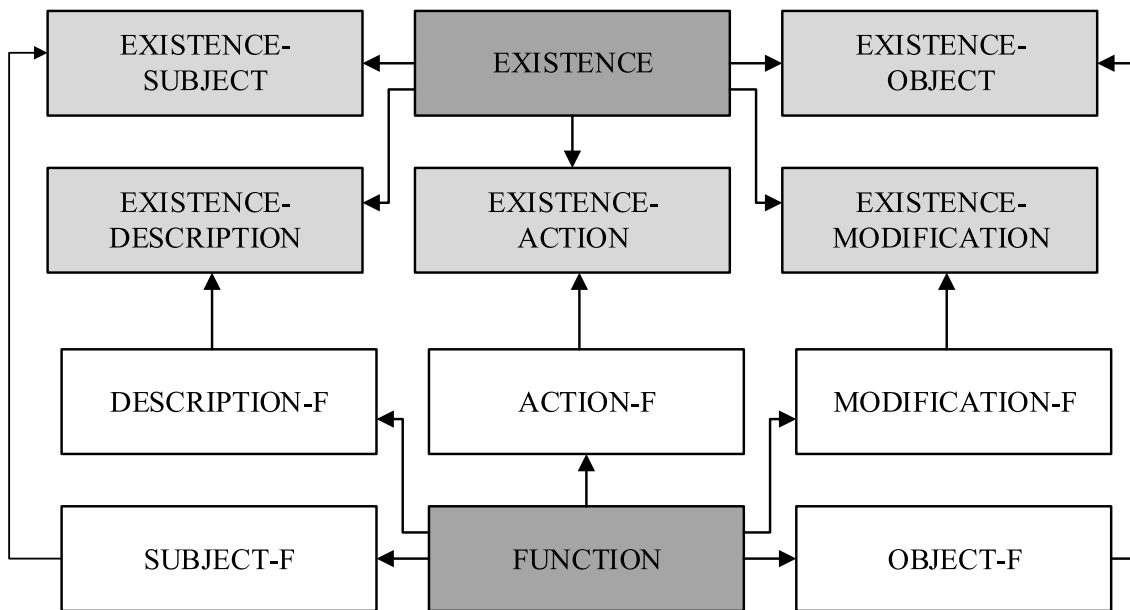 EXISTENCE-
SUBJECT
EXISTENCE
EXISTENCE-
OBJECT
EXISTENCE-
DESCRIPTION
EXISTENCE-
ACTION
EXISTENCE-
MODIFICATION
DESCRIPTION-F
ACTION-F
MODIFICATION-F
SUBJECT-F
FUNCTION
OBJECT-F